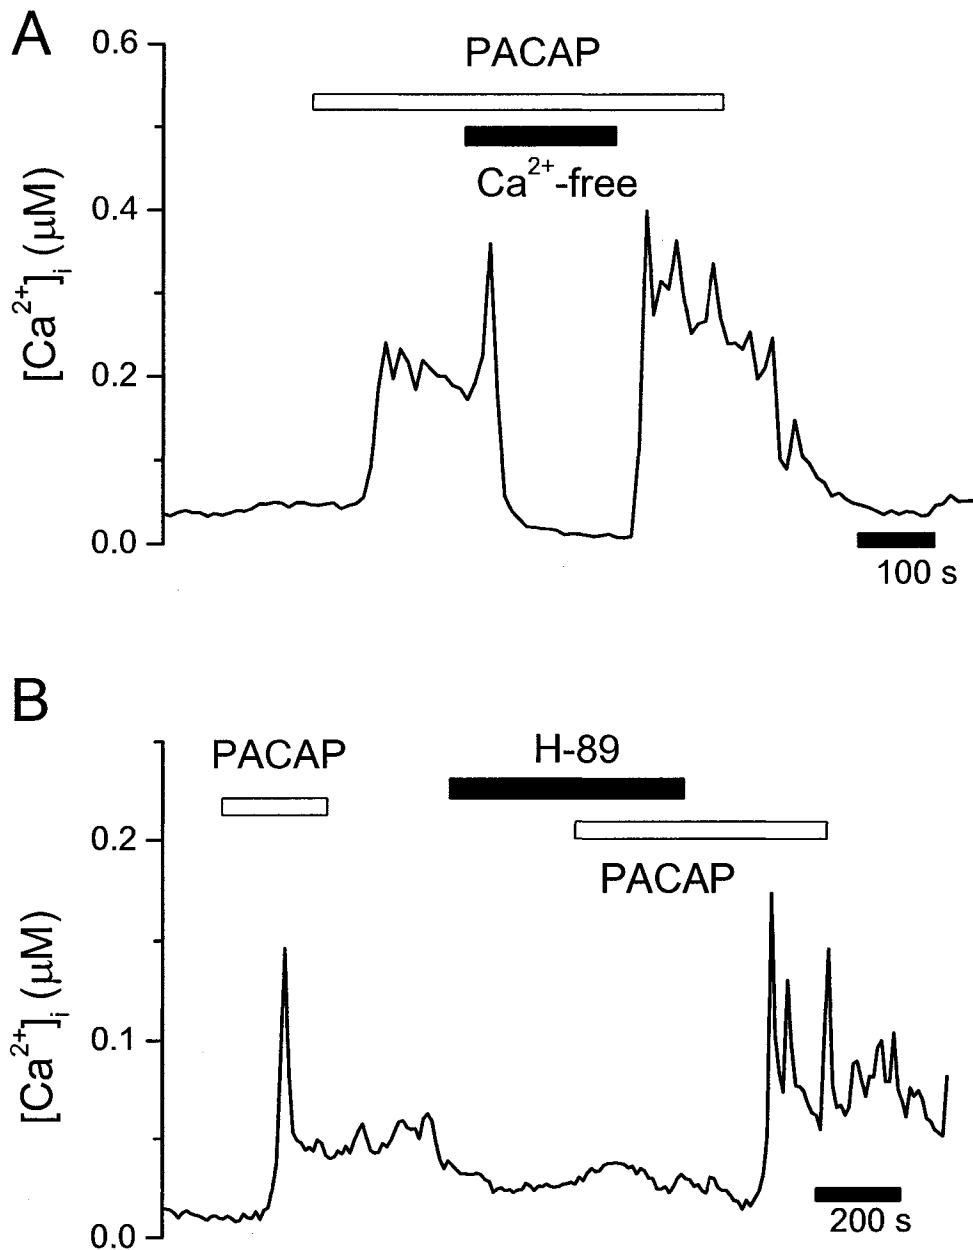 A
0.6
PACAP
Ca²⁺-free
0.4
[Ca²⁺]ᵢ (μM)
0.2
0.0
100 s
B
PACAP
H-89
0.2
PACAP
[Ca²⁺]ᵢ (μM)
0.1
0.0
200 s